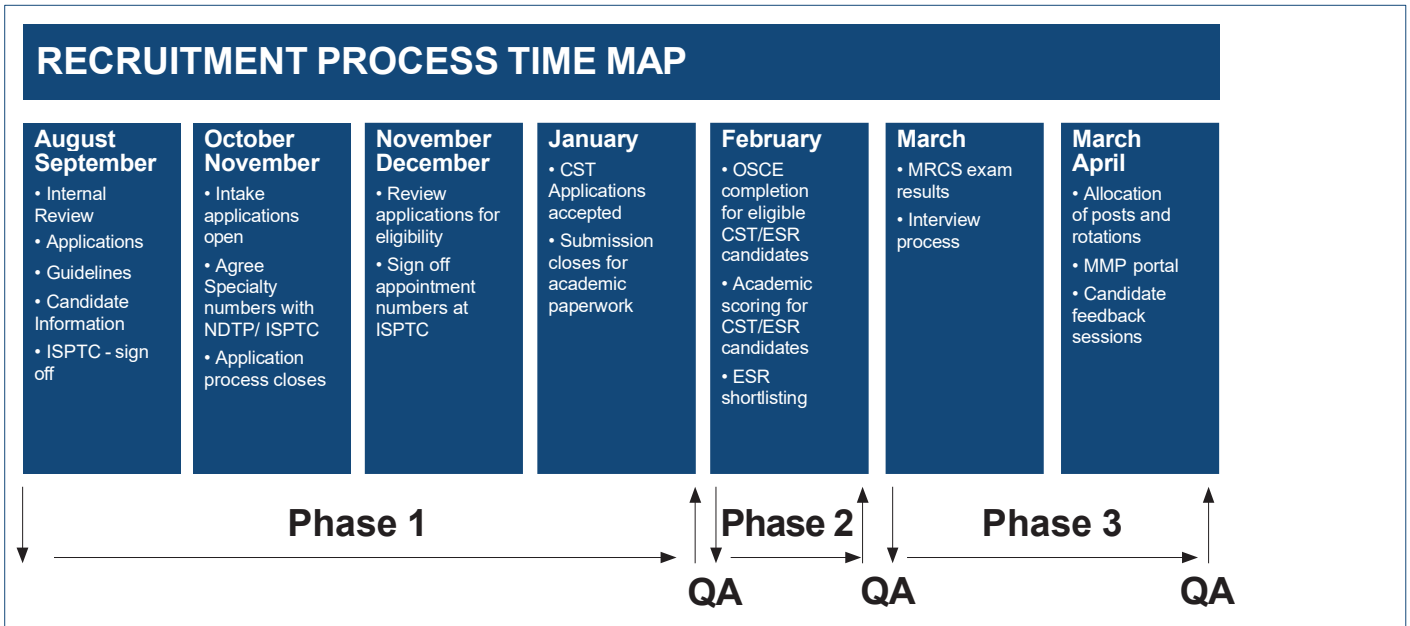 RECRUITMENT PROCESS TIME MAP
August
September
• Internal
Review
• Applications
• Guidelines
• Candidate
Information
• ISPTC - sign
off
October
November
• Intake
applications
open
• Agree
Specialty
numbers with
NDTP/ ISPTC
• Application
process closes
November
December
• Review
applications for
eligibility
• Sign off
appointment
numbers at
ISPTC
January
• CST
Applications
accepted
• Submission
closes for
academic
paperwork
February
• OSCE
completion
for eligible
CST/ESR
candidates
• Academic
scoring for
CST/ESR
candidates
• ESR
shortlisting
March
• MRCS exam
results
• Interview
process
March
April
• Allocation
of posts and
rotations
• MMP portal
• Candidate
feedback
sessions
Phase 1
Phase 2
Phase 3
QA
QA
QA